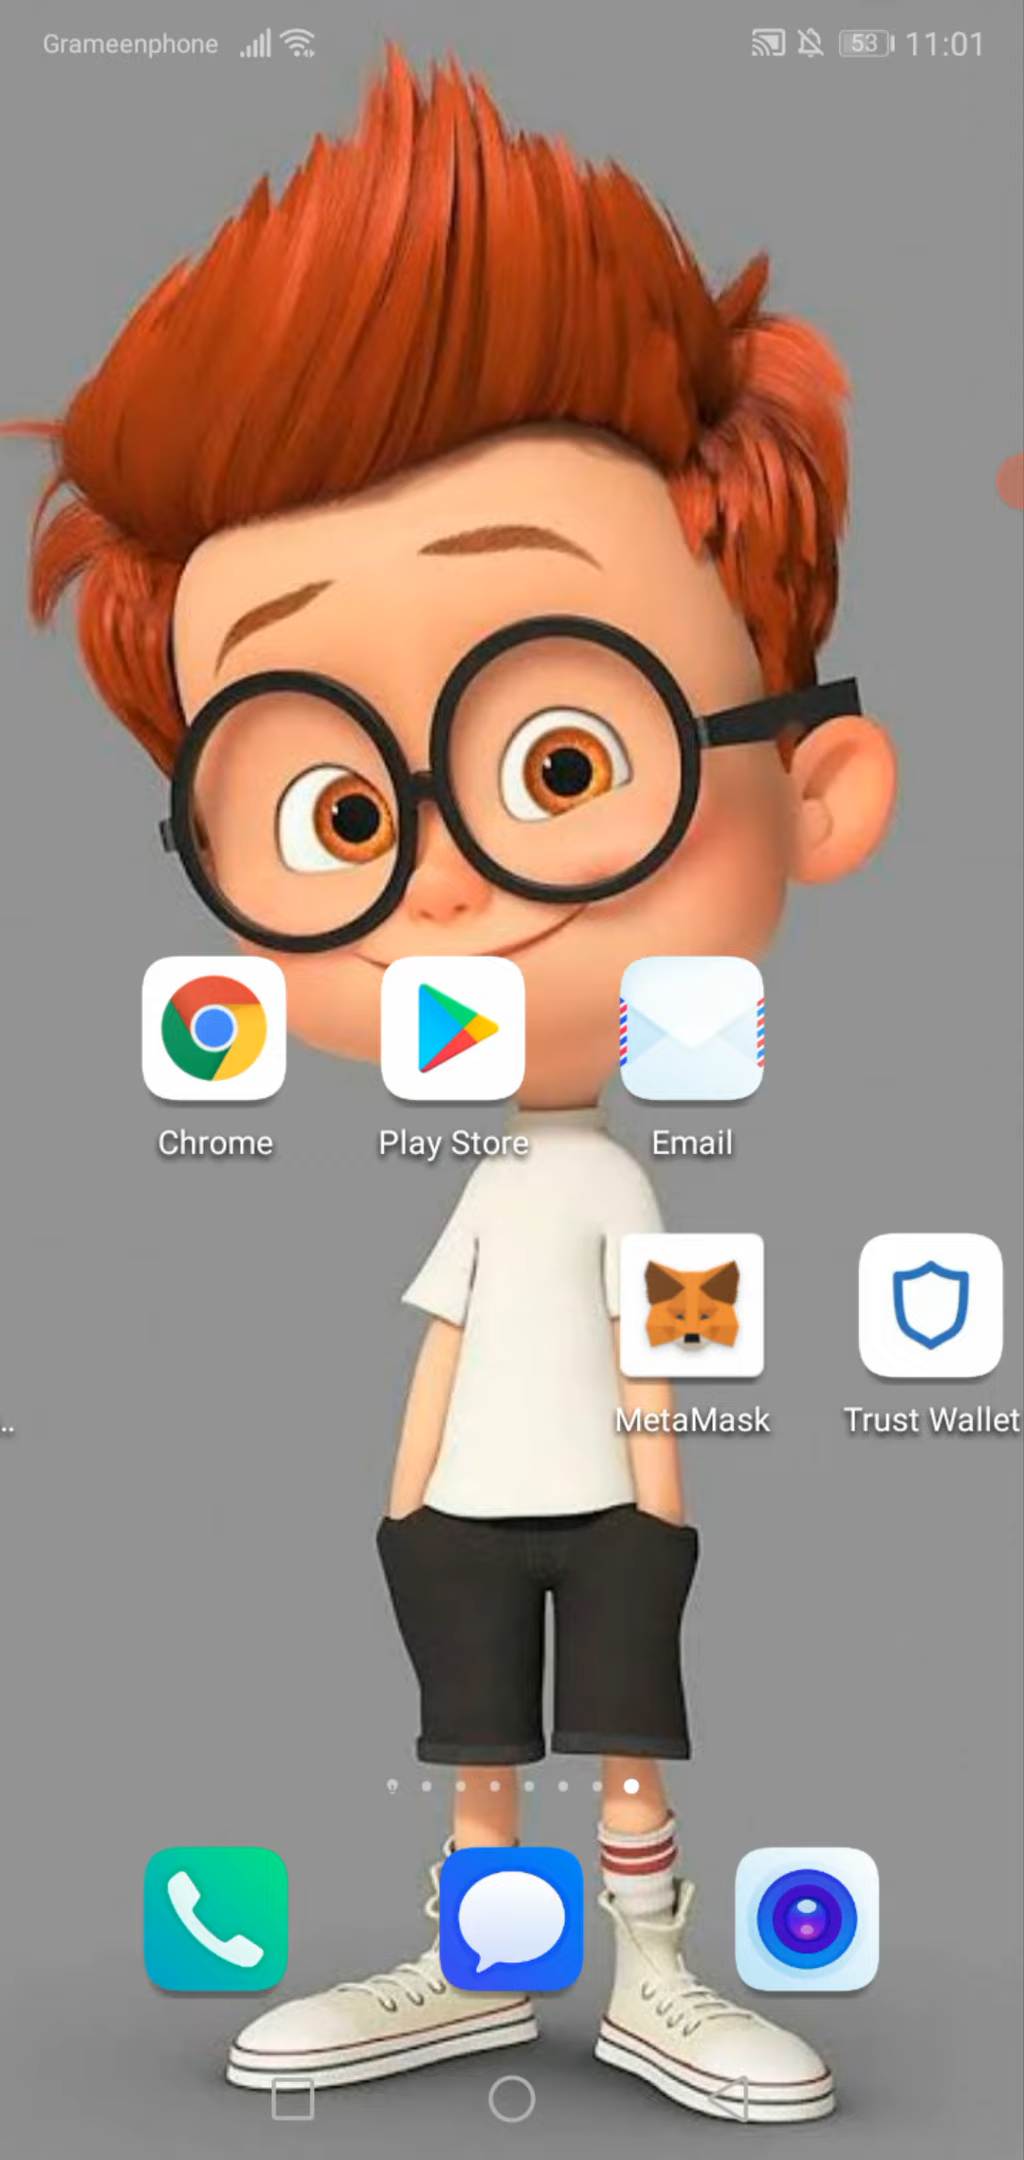 Grameenphone
53 11:01
Chrome
Play Store
Email
..
MetaMask
Trust Wallet